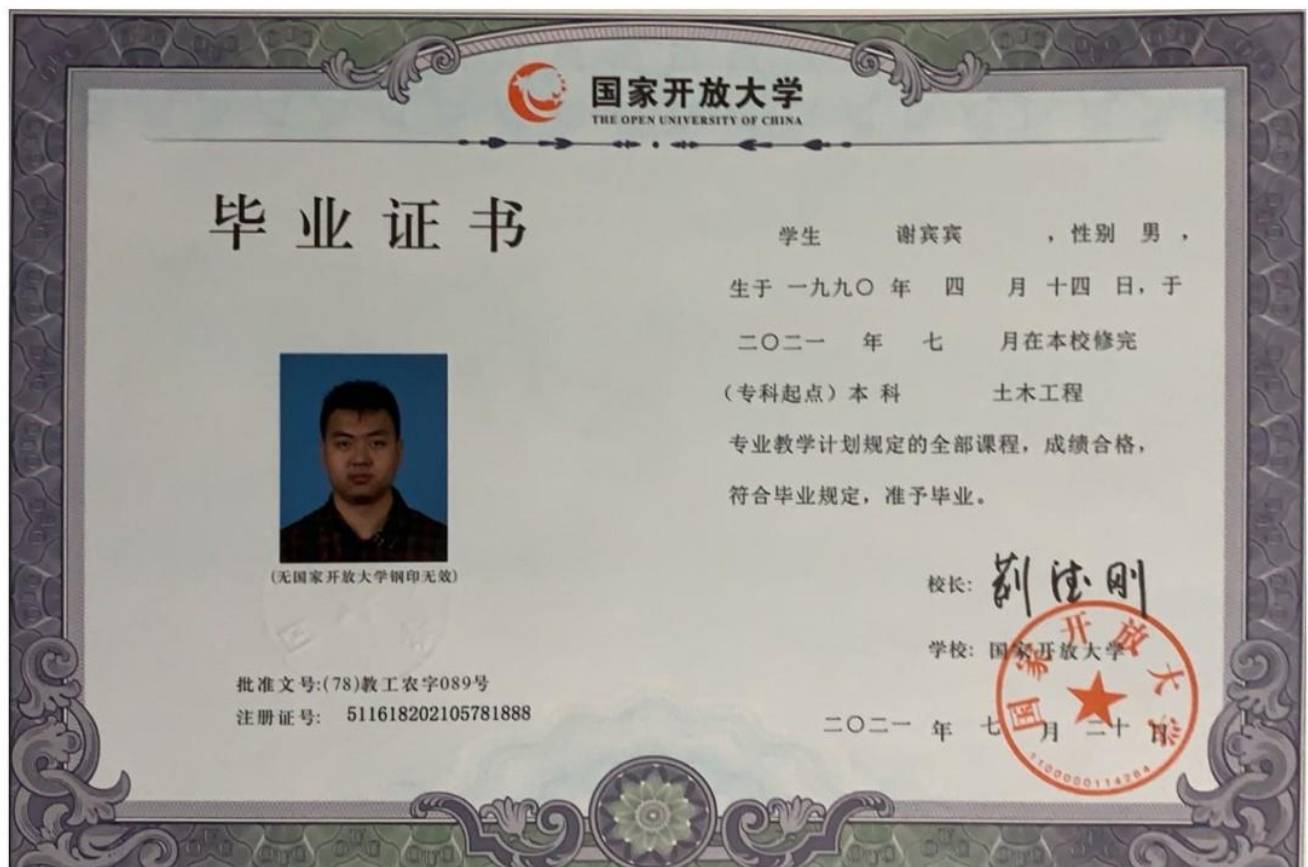 国家开放大学
THE OPEN UNIVERSITY OF CHINA
毕业证书
学生 谢宾宾 ，性别 男 ，
生于 一九九〇 年 四 月 十四 日，于
二〇二一 年 七 月在本校修完
（专科起点）本科 土木工程
专业教学计划规定的全部课程，成绩合格，
符合毕业规定，准予毕业。
(无国家开放大学钢印无效)
校长:
学校: 国家开放大学
批准文号:(78)教工农字089号
注册证号: 511618202105781888
二〇二一 年 七 月 二十 日
国家开放大学
1100000114284